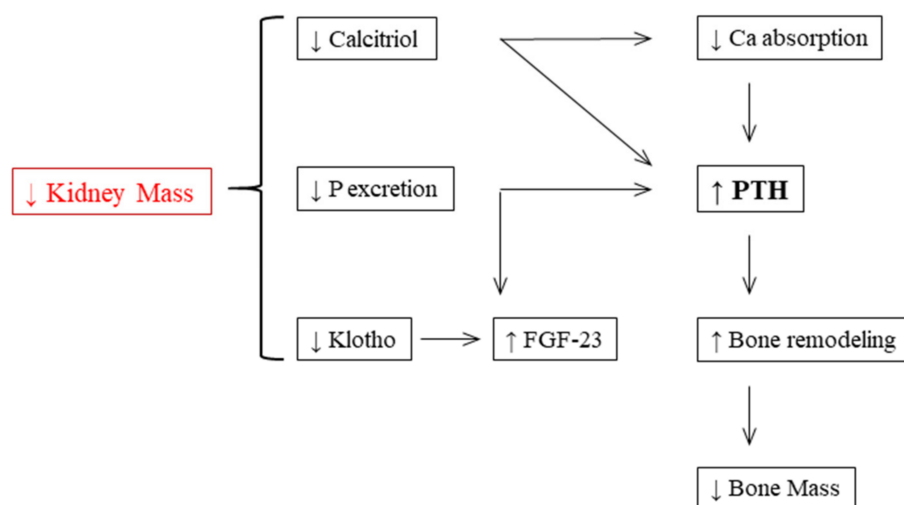 ↓ Calcitriol
↓ Ca absorption
↓ Kidney Mass
↓ P excretion
↑ PTH
↓ Klotho
↑ FGF-23
↑ Bone remodeling
↓ Bone Mass